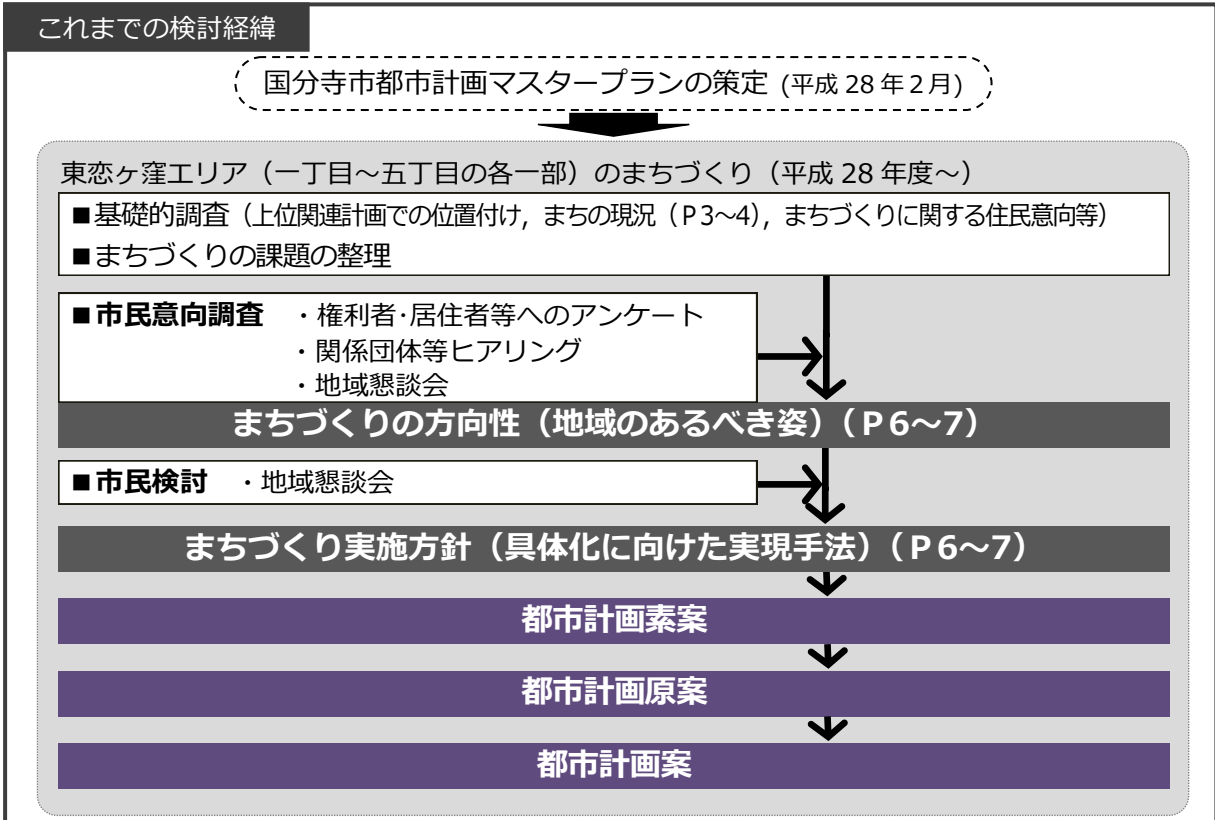 これまでの検討経緯
国分寺市都市計画マスタープランの策定 (平成 28 年2月)
東恋ヶ窪エリア（一丁目～五丁目の各一部）のまちづくり（平成 28 年度～）
■基礎的調査（上位関連計画での位置付け，まちの現況（P3～4），まちづくりに関する住民意向等）
■まちづくりの課題の整理
■市民意向調査　・権利者・居住者等へのアンケート
・関係団体等ヒアリング
・地域懇談会
まちづくりの方向性（地域のあるべき姿）（P6～7）
■市民検討　・地域懇談会
まちづくり実施方針（具体化に向けた実現手法）（P6～7）
都市計画素案
都市計画原案
都市計画案